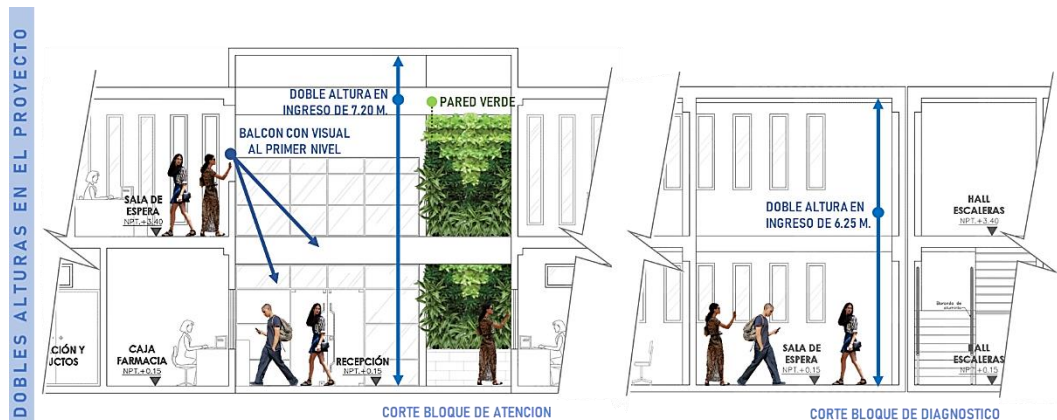 DOBLES ALTURAS EN EL PROYECTO
DOBLE ALTURA EN
INGRESO DE 7.20 M.
PARED VERDE
BALCON CON VISUAL
AL PRIMER NIVEL
SALA DE
ESPERA
NPT.+3.40
CIÓN Y
UCTOS
CAJA
FARMACIA
NPT.+0.15
RECEPCIÓN
NPT.+0.15
CORTE BLOQUE DE ATENCION
DOBLE ALTURA EN
INGRESO DE 6.25 M.
HALL
ESCALERAS
NPT.+3.40
SALA DE
ESPERA
NPT.+0.15
HALL
ESCALERAS
NPT.+0.15
CORTE BLOQUE DE DIAGNOSTICO